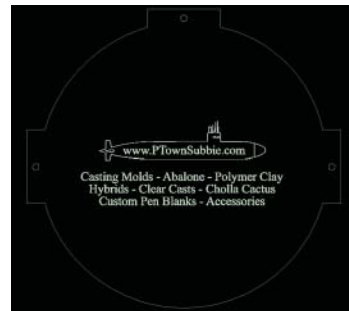 www.PTownSubbie.com
Casting Molds - Abalone - Polymer Clay
Hybrids - Clear Casts - Cholla Cactus
Custom Pen Blanks - Accessories